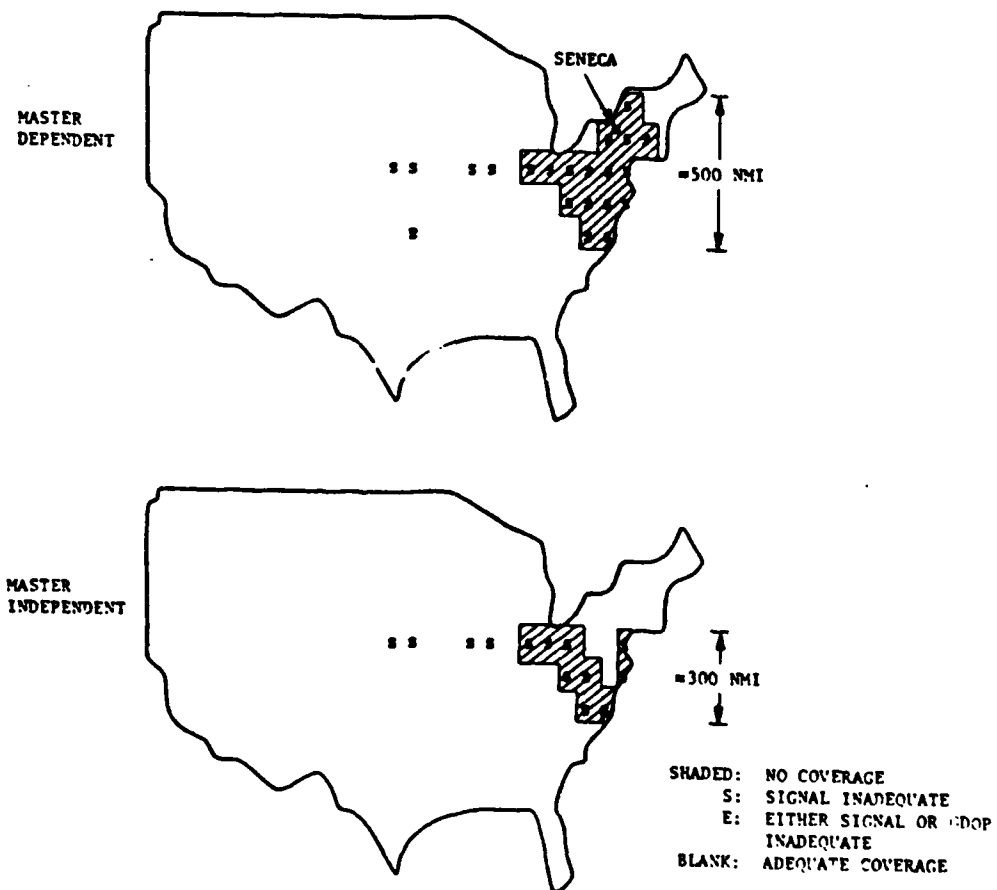 SENECA
MASTER
DEPENDENT
≈500 NMI
S S S S
S
MASTER
INDEPENDENT
S S S S
≈300 NMI
SHADED: NO COVERAGE
S: SIGNAL INADEQUATE
E: EITHER SIGNAL OR GDOP
INADEQUATE
BLANK: ADEQUATE COVERAGE